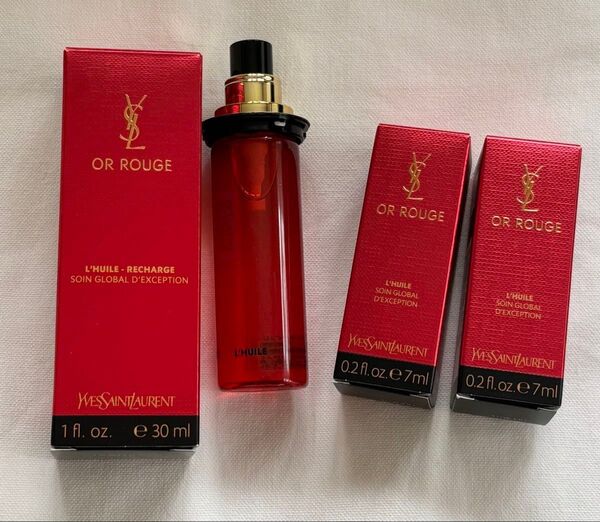 YSL
OR ROUGE
L'HUILE - RECHARGE
SOIN GLOBAL D'EXCEPTION
YVESSAINTLAURENT
1 fl. oz. e 30 ml
L'HUILE
YSL
OR ROUGE
L'HUILE
SOIN GLOBAL
D'EXCEPTION
YVESSAINTLAURENT
0.2 fl. oz. e 7ml
YSL
OR ROUGE
L'HUILE
SOIN GLOBAL
D'EXCEPTION
YVESSAINTLAURENT
0.2 fl. oz. e 7ml